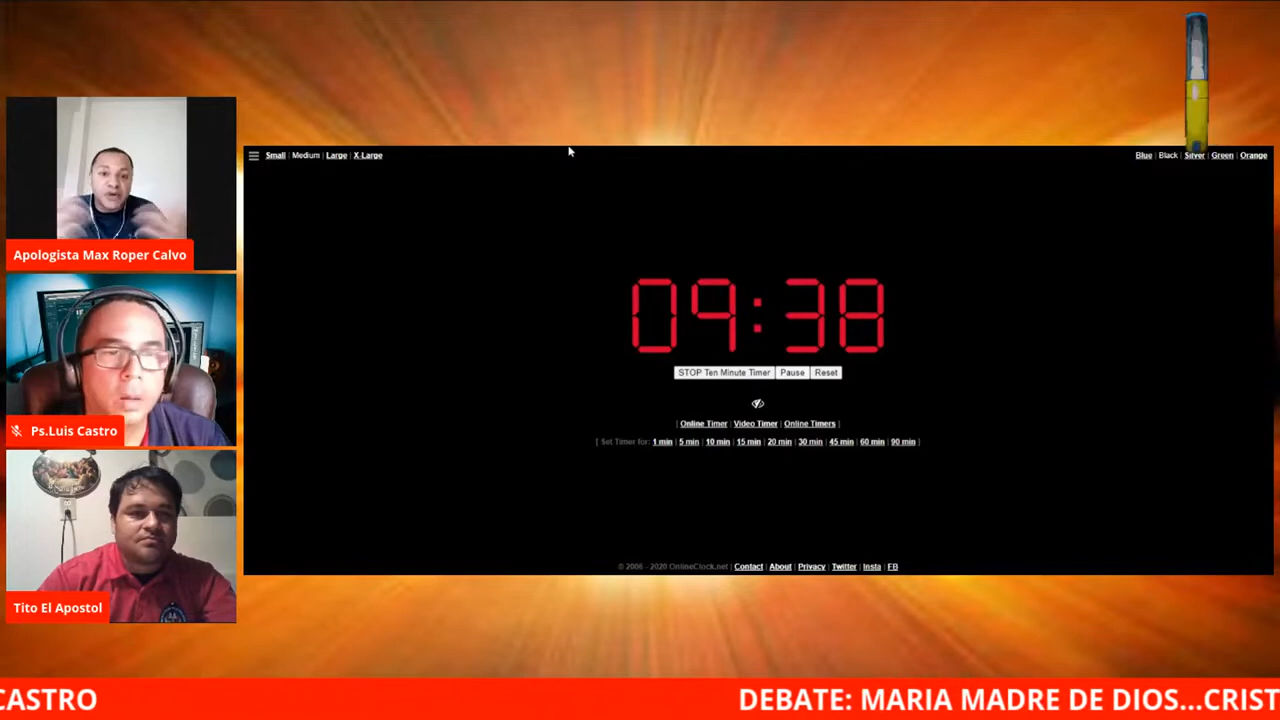 Small | Medium | Large | X-Large
Blue | Black | Silver | Green | Orange
Apologista Max Roper Calvo
09:38
STOP Ten Minute Timer Pause Reset
| Online Timer | Video Timer | Online Timers |
[ Set Timer for: 1 min | 5 min | 10 min | 15 min | 20 min | 30 min | 45 min | 60 min | 90 min ]
Ps.Luis Castro
© 2006 - 2020 OnlineClock.net | Contact | About | Privacy | Twitter | Insta | FB
Tito El Apostol
CASTRO DEBATE: MARIA MADRE DE DIOS...CRIST